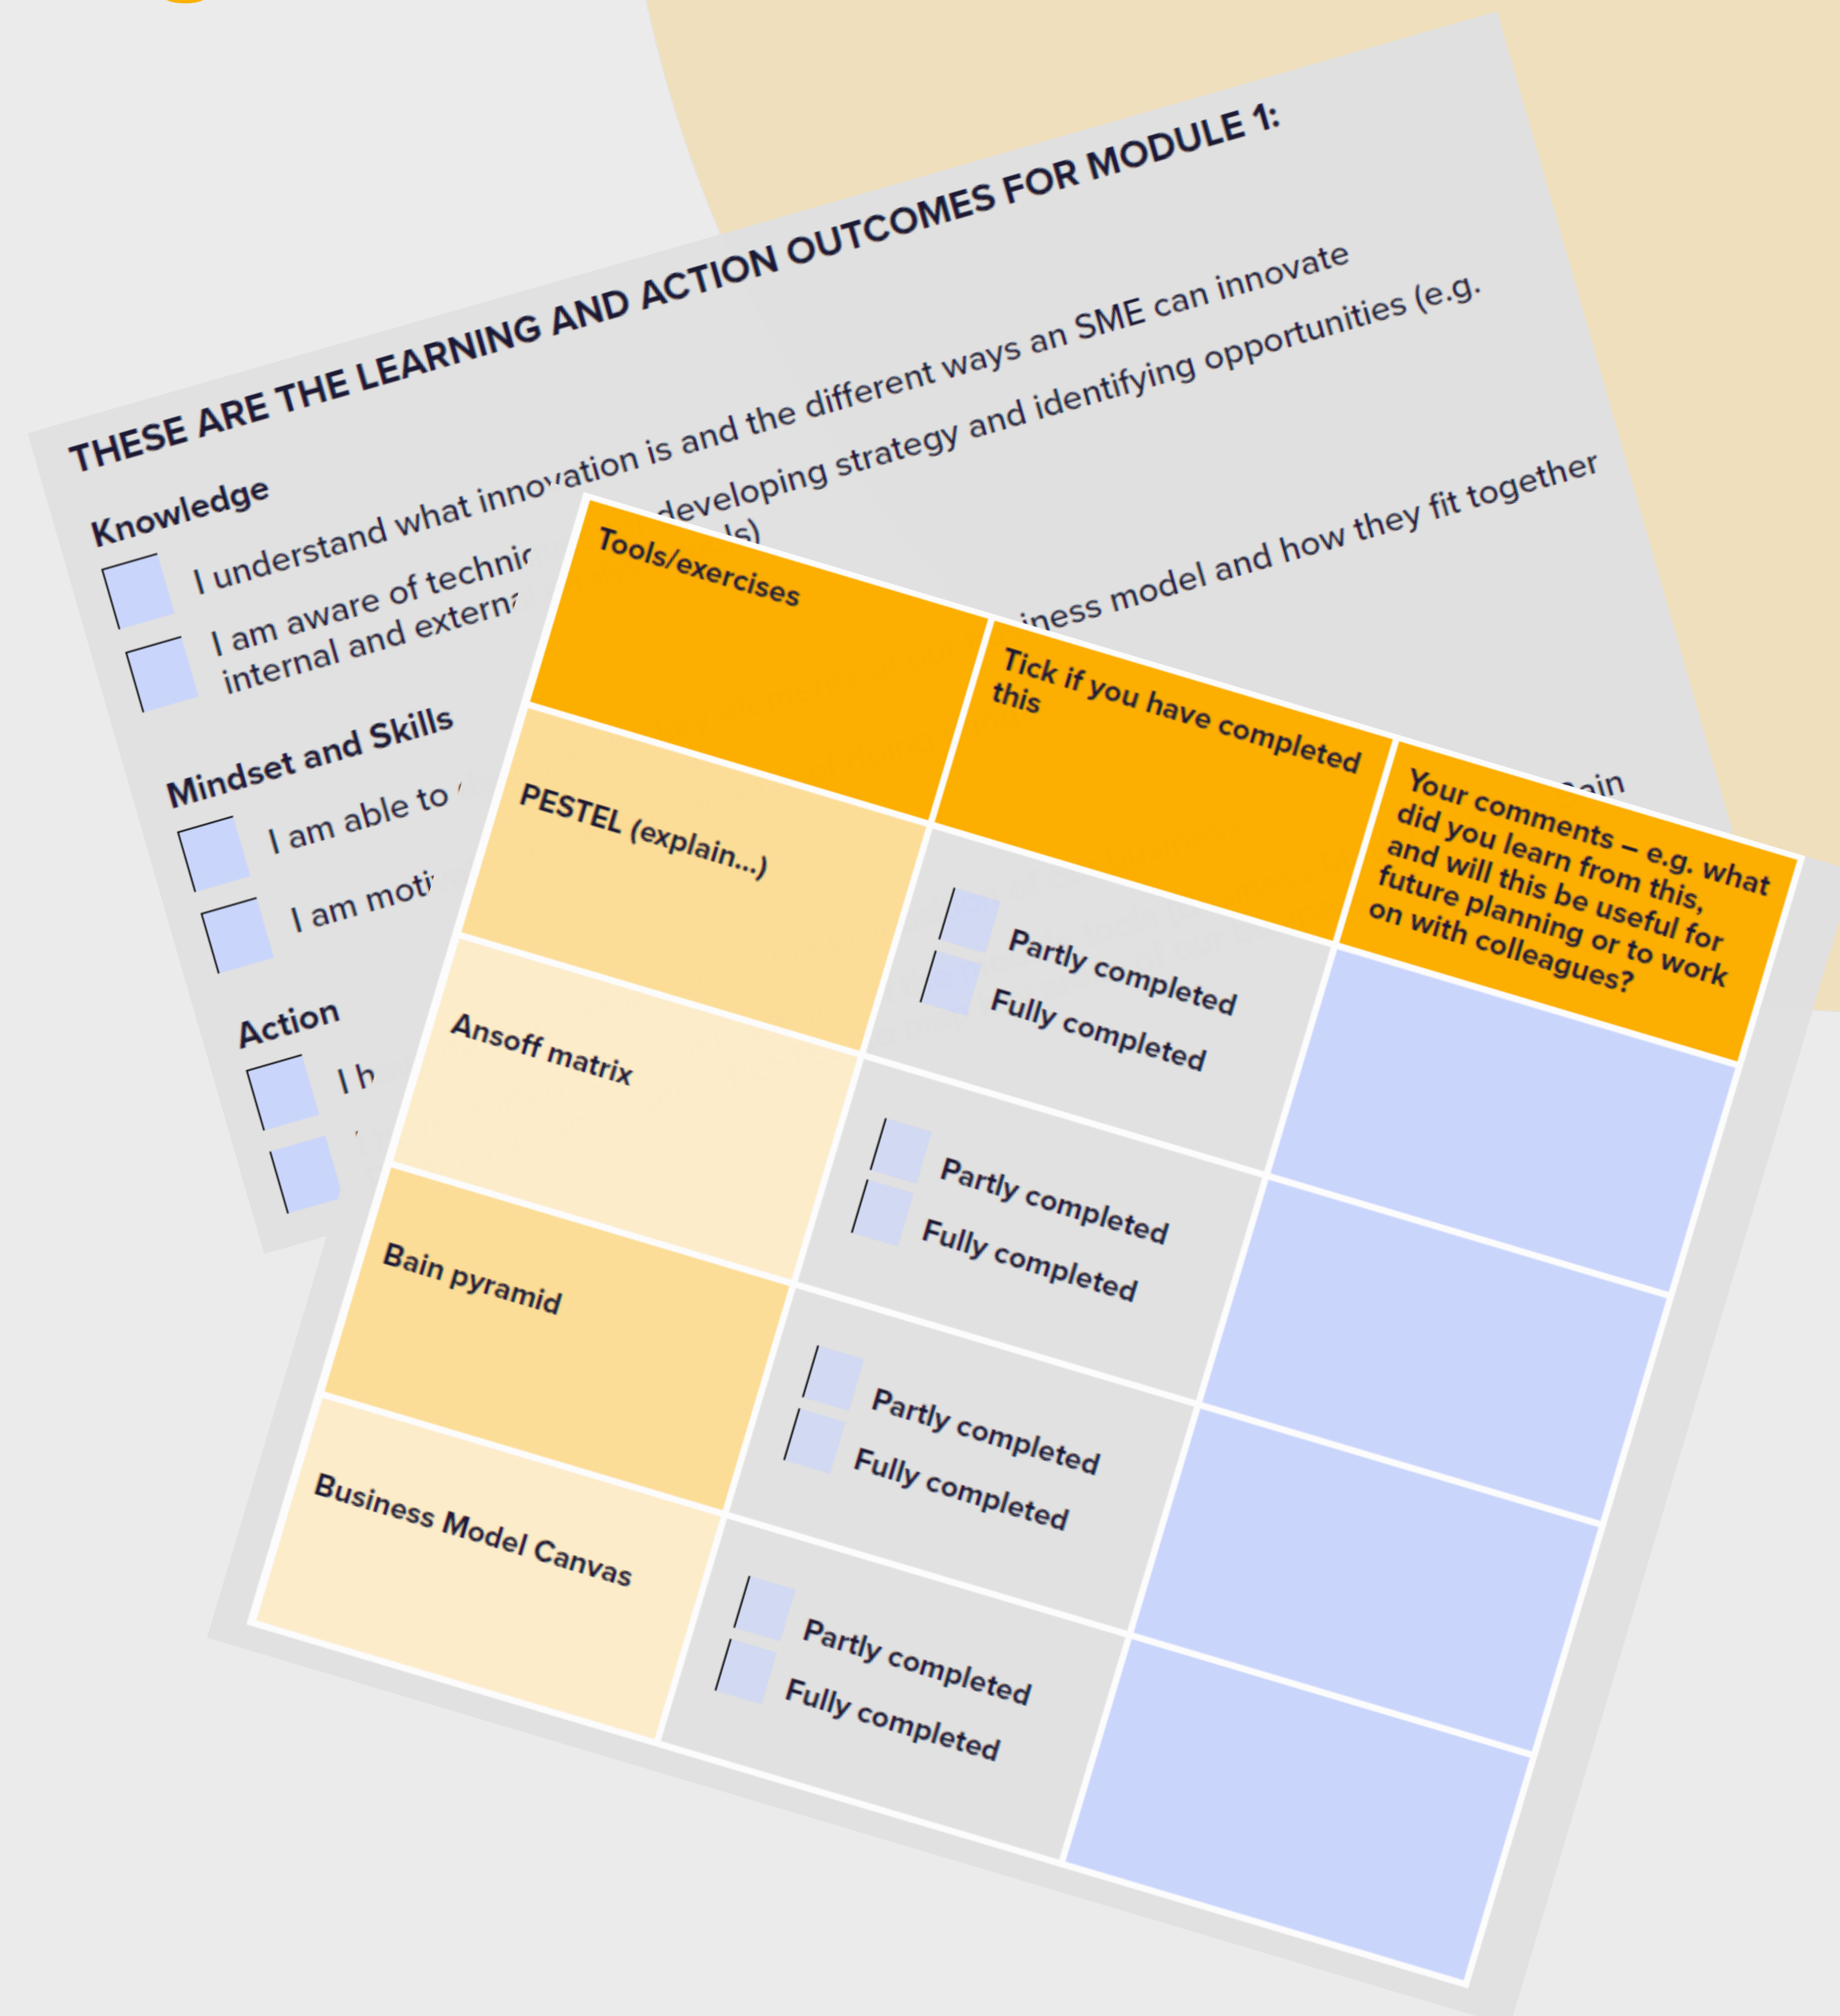 THESE ARE THE LEARNING AND ACTION OUTCOMES FOR MODULE 1:
Knowledge
I understand what innovation is and the different ways an SME can innovate
I am aware of developing strategy and identifying opportunities (e.g.
internal and
iness model and how they fit together
Mindset and Skills
I am able to
I am
Action
I
Tools/exercises
Tick if you have completed
this
Your comments – e.g. what
did you learn from this,
and will this be useful for
future planning or to work
on with colleagues?
PESTEL (explain...)
Partly completed
Fully completed
Ansoff matrix
Partly completed
Fully completed
Bain pyramid
Partly completed
Fully completed
Business Model Canvas
Partly completed
Fully completed